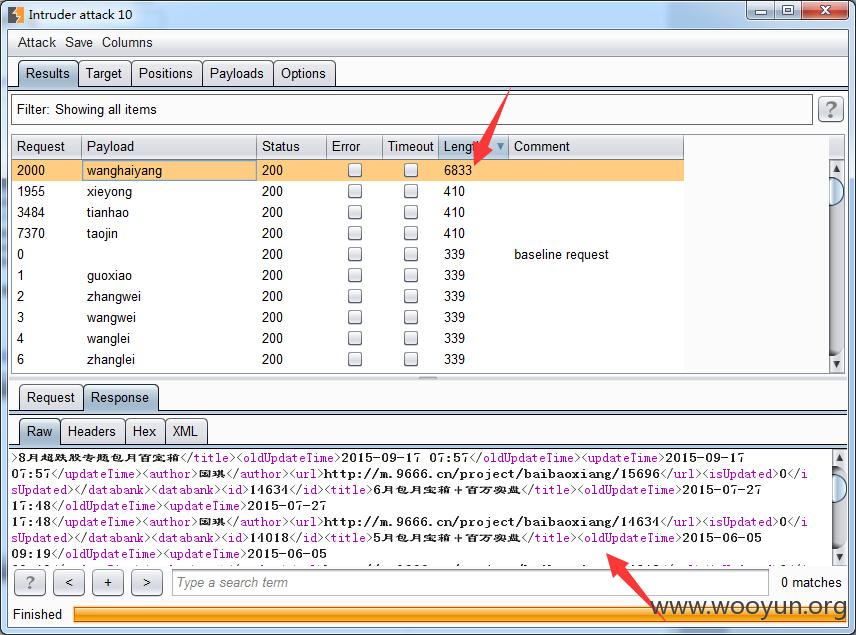 Intruder attack 10
Attack Save Columns
Results Target Positions Payloads Options
Filter: Showing all items ?
Request Payload Status Error Timeout Length Comment
2000 wanghaiyang 200 6833
1955 xieyong 200 410
3484 tianhao 200 410
7370 taojin 200 410
0 200 339 baseline request
1 guoxiao 200 339
2 zhangwei 200 339
3 wangwei 200 339
4 wanglei 200 339
6 zhanglei 200 339
Request Response
Raw Headers Hex XML
>8月超跌股专题包月百宝箱</title><oldUpdateTime>2015-09-17 07:57</oldUpdateTime><updateTime>2015-09-17
07:57</updateTime><author>国琪</author><url>http://m.9666.cn/project/baibaoxiang/15696</url><isUpdated>0</i
sUpdated></databank><databank><id>14634</id><title>6月包月宝箱+百万实盘</title><oldUpdateTime>2015-07-27
17:48</oldUpdateTime><updateTime>2015-07-27
17:48</updateTime><author>国琪</author><url>http://m.9666.cn/project/baibaoxiang/14634</url><isUpdated>0</i
sUpdated></databank><databank><id>14018</id><title>5月包月宝箱+百万实盘</title><oldUpdateTime>2015-06-05
09:19</oldUpdateTime><updateTime>2015-06-05
? < + > Type a search term 0 matches
Finished
www.wooyun.org